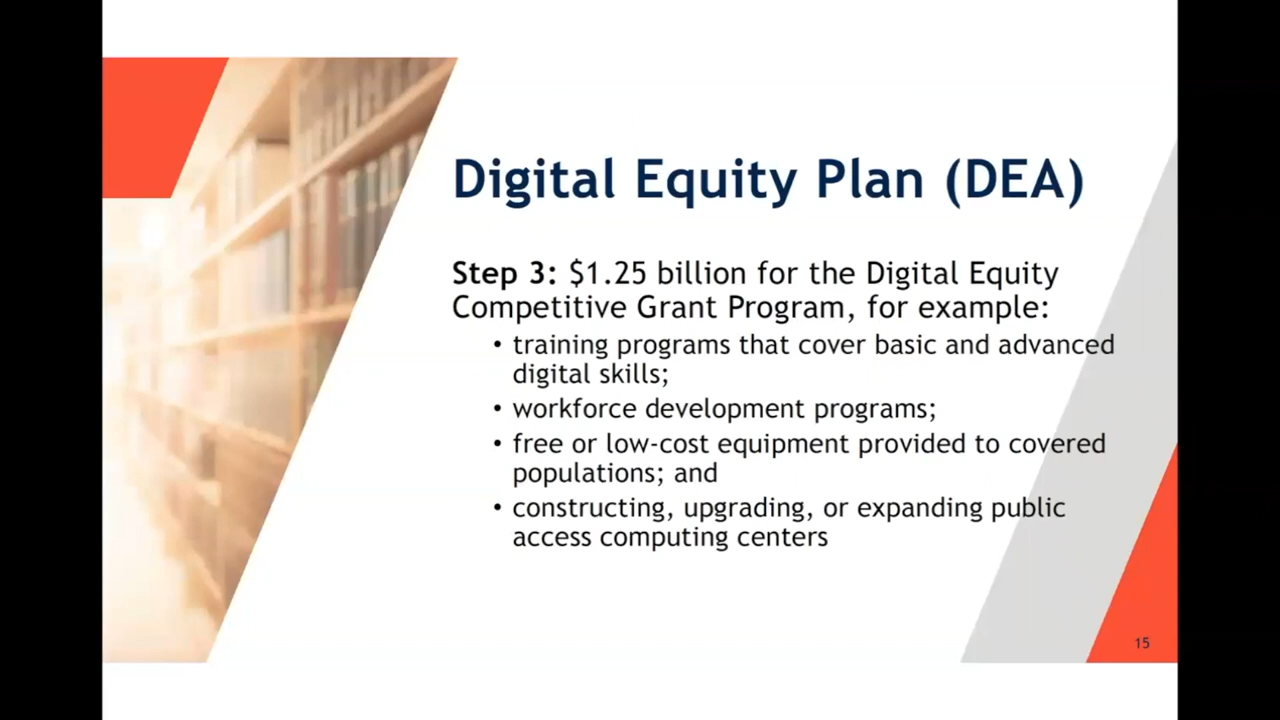 Digital Equity Plan (DEA)
Step 3: $1.25 billion for the Digital Equity
Competitive Grant Program, for example:
• training programs that cover basic and advanced
digital skills;
• workforce development programs;
• free or low-cost equipment provided to covered
populations; and
• constructing, upgrading, or expanding public
access computing centers
15